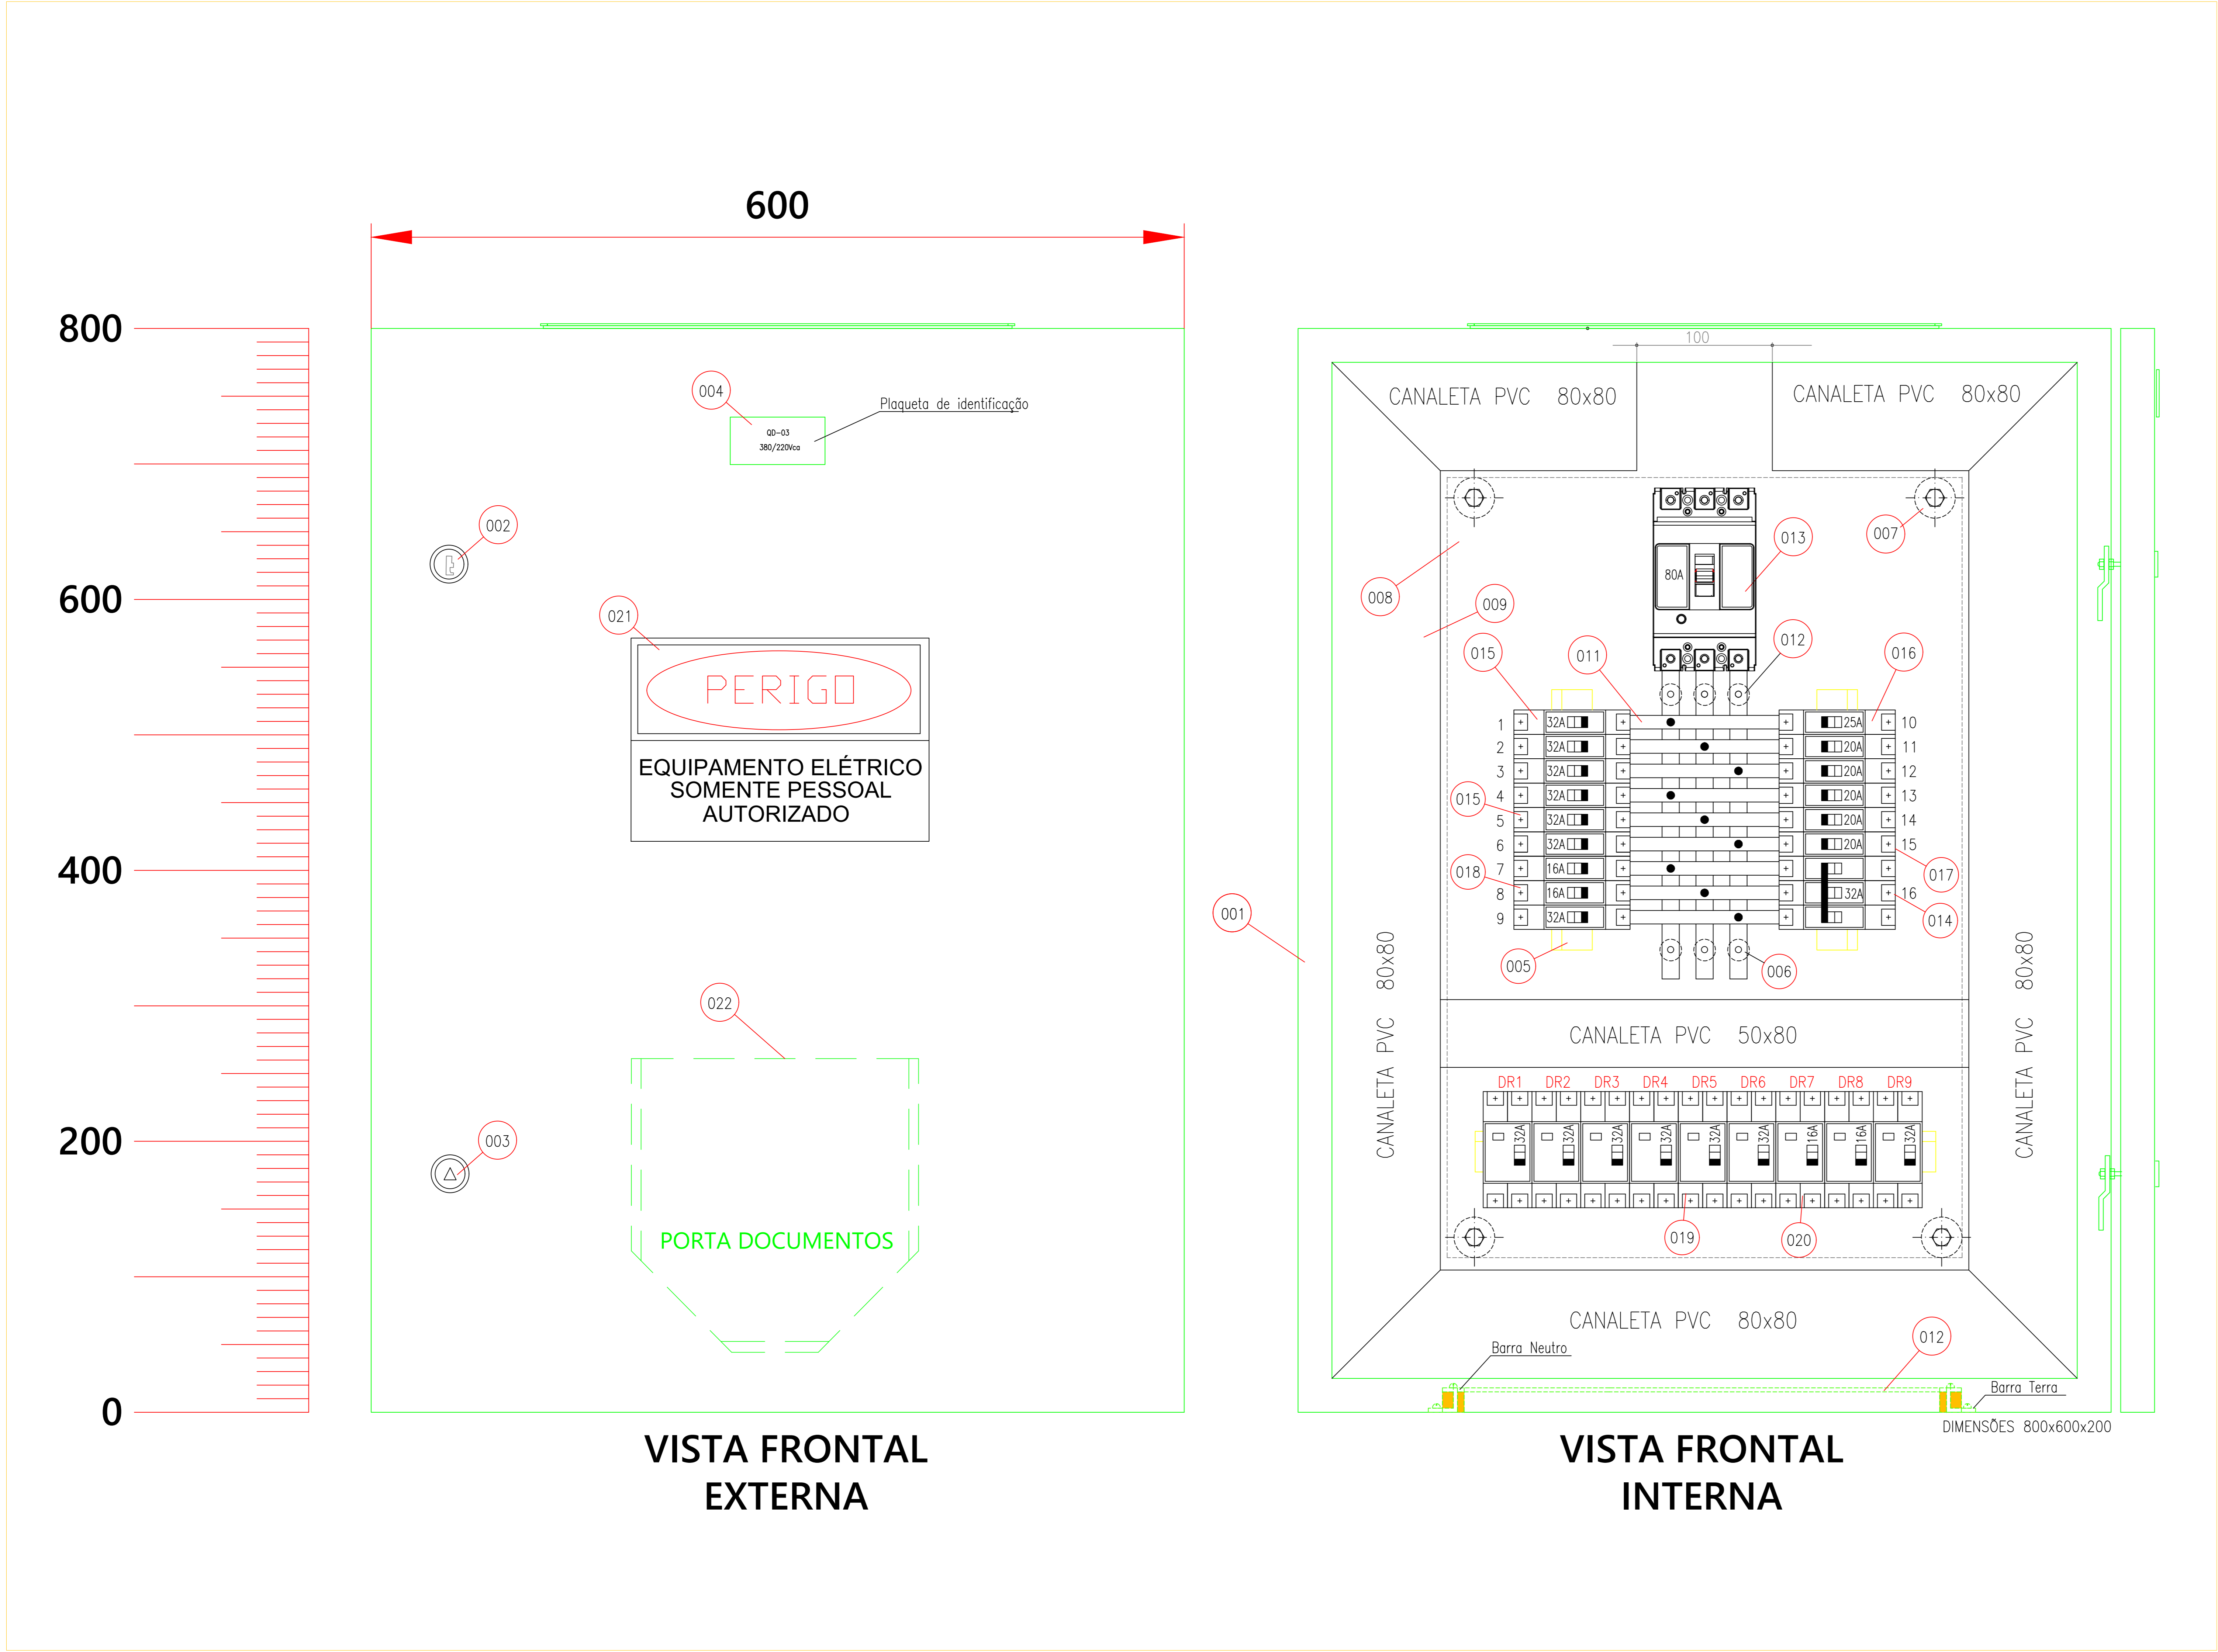 600
800
600
400
200
0
004
Plaqueta de identificação
QD-03
380/220Vca
002
021
PERIGO
EQUIPAMENTO ELÉTRICO
SOMENTE PESSOAL
AUTORIZADO
022
003
PORTA DOCUMENTOS
VISTA FRONTAL
EXTERNA
100
CANALETA PVC 80x80
CANALETA PVC 80x80
007
013
80A
008
009
012
015
011
016
1 32A 25A 10
2 32A 20A 11
3 32A 20A 12
015
4 32A 20A 13
5 32A 20A 14
6 32A 20A 15
018
7 16A
017
8 16A 32A 16
9 32A
014
001
005
006
CANALETA PVC 80x80
CANALETA PVC 80x80
CANALETA PVC 50x80
DR1 DR2 DR3 DR4 DR5 DR6 DR7 DR8 DR9
32A 32A 32A 32A 32A 32A 16A 16A 32A
019
020
CANALETA PVC 80x80
012
Barra Neutro
Barra Terra
DIMENSÕES 800x600x200
VISTA FRONTAL
INTERNA